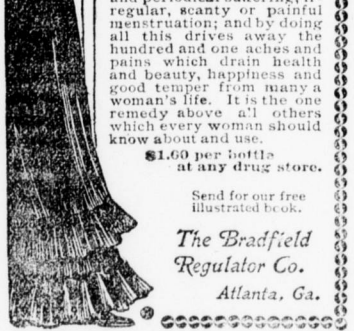 regular, scanty or painful
menstruation; and by doing
all this drives away the
hundred and one aches and
pains which drain health
and beauty, happiness and
good temper from many a
woman's life. It is the one
remedy above all others
which every woman should
know about and use.
$1.00 per bottle
at any drug store.
Send for our free
illustrated book.
The Bradfield
Regulator Co.
Atlanta, Ga.